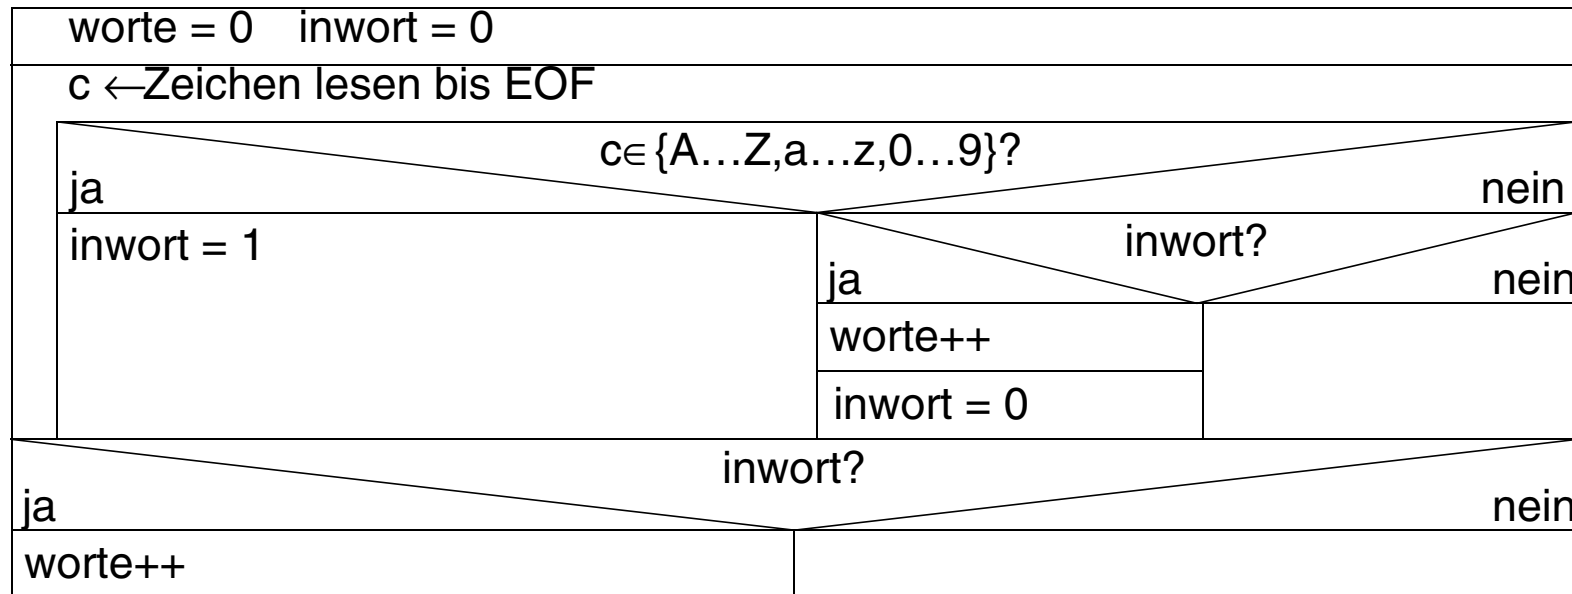 worte = 0 inwort = 0
c ←Zeichen lesen bis EOF
c∈{A…Z,a…z,0…9}?
ja
nein
inwort = 1
inwort?
ja
nein
worte++
inwort = 0
inwort?
ja
nein
worte++